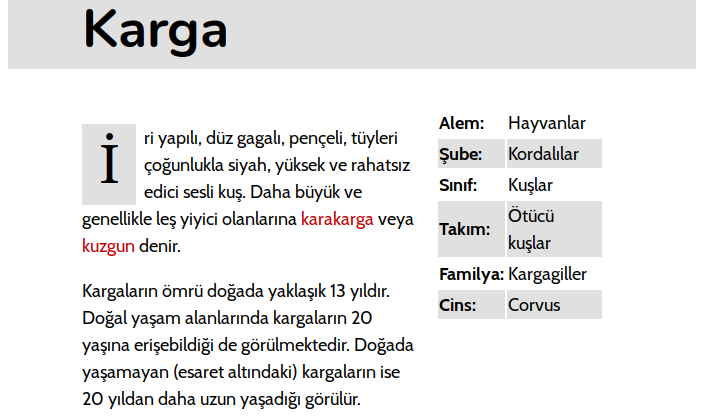 Karga
İri yapılı, düz gagalı, pençeli, tüyleri
çoğunlukla siyah, yüksek ve rahatsız
edici sesli kuş. Daha büyük ve
genellikle leş yiyici olanlarına karakarga veya
kuzgun denir.
Kargaların ömrü doğada yaklaşık 13 yıldır.
Doğal yaşam alanlarında kargaların 20
yaşına erişebildiği de görülmektedir. Doğada
yaşamayan (esaret altındaki) kargaların ise
20 yıldan daha uzun yaşadığı görülür.
Alem: Hayvanlar
Şube: Kordalılar
Sınıf: Kuşlar
Takım: Ötücü
kuşlar
Familya: Kargagiller
Cins: Corvus